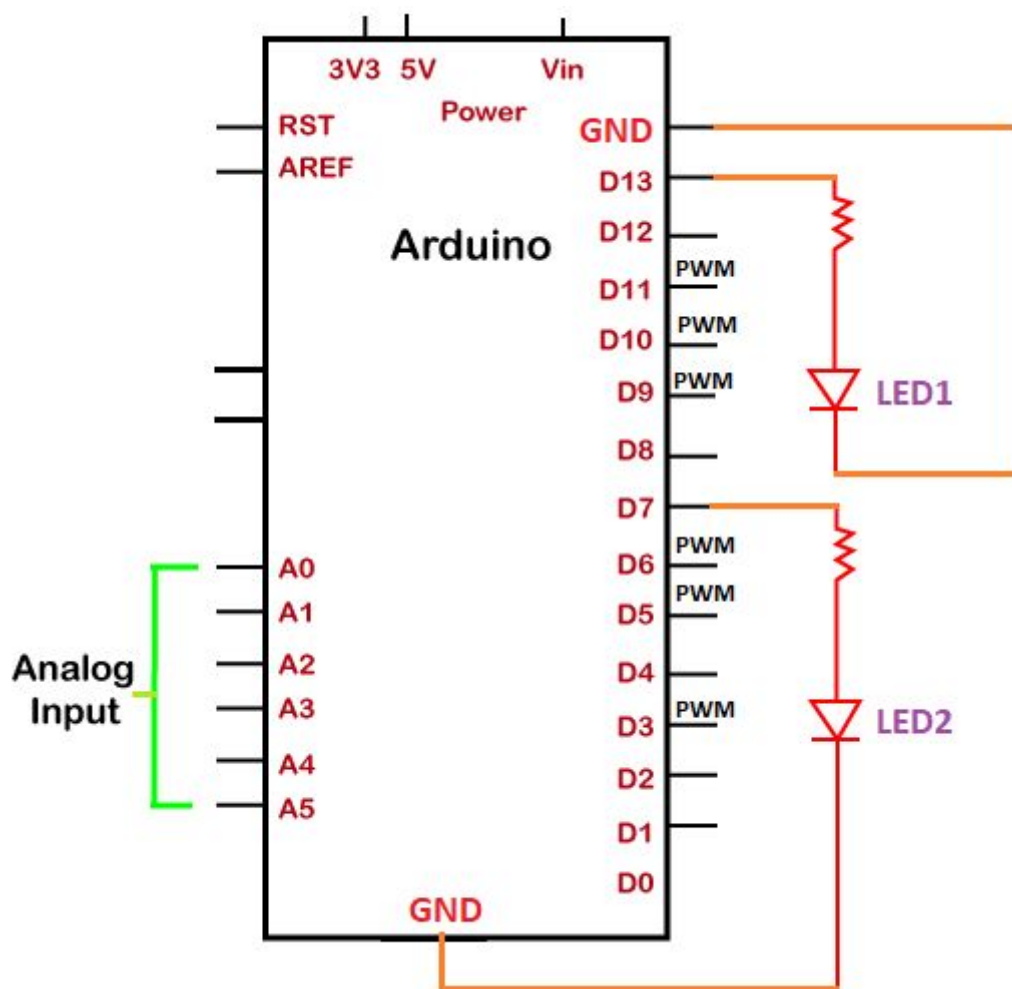 3V3 5V Vin
Power
RST
AREF
Arduino
GND
D13
D12
PWM
D11
PWM
D10
PWM
D9
D8
D7
PWM
D6
PWM
D5
D4
PWM
D3
D2
D1
D0
LED1
LED2
Analog
Input
A0
A1
A2
A3
A4
A5
GND